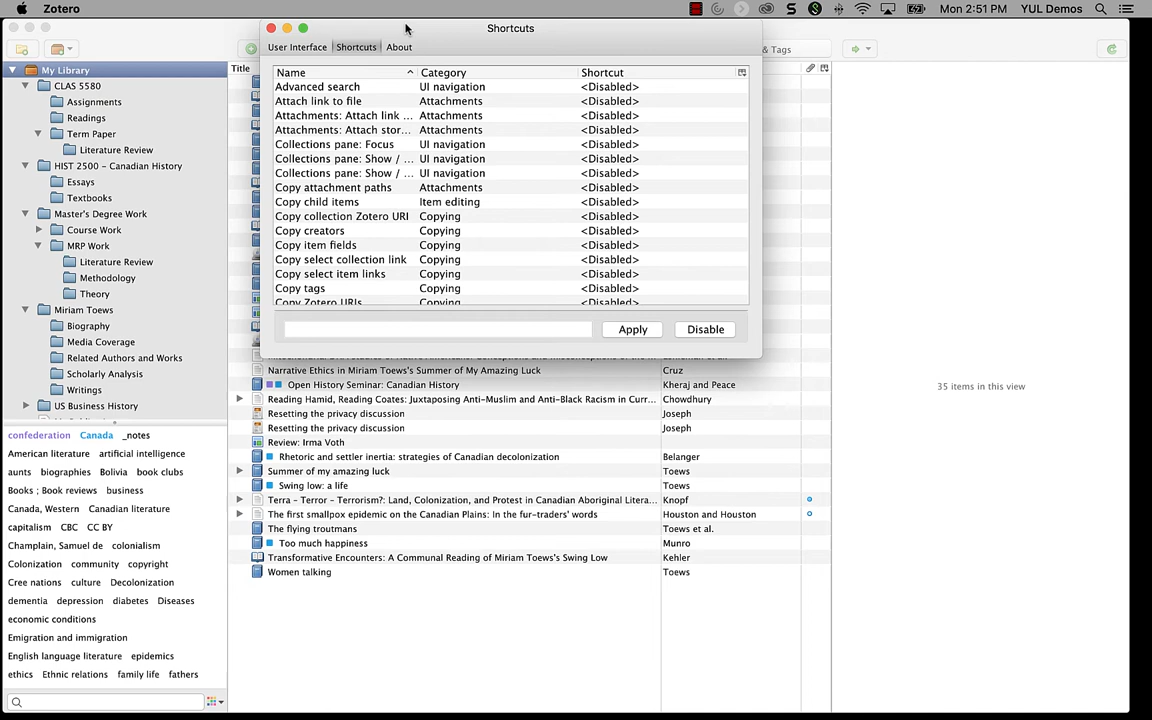 Zotero
Mon 2:51 PM YUL Demos
Shortcuts
User Interface Shortcuts About
& Tags
My Library
CLAS 5580
Assignments
Readings
Term Paper
Literature Review
HIST 2500 - Canadian History
Essays
Textbooks
Master's Degree Work
Course Work
MRP Work
Literature Review
Methodology
Theory
Miriam Toews
Biography
Media Coverage
Related Authors and Works
Scholarly Analysis
Writings
US Business History
confederation Canada _notes
American literature artificial intelligence
aunts biographies Bolivia book clubs
Books ; Book reviews business
Canada, Western Canadian literature
capitalism CBC CC BY
Champlain, Samuel de colonialism
Colonization community copyright
Cree nations culture Decolonization
dementia depression diabetes Diseases
economic conditions
Emigration and immigration
English language literature epidemics
ethics Ethnic relations family life fathers
Title
Name Category Shortcut
Advanced search UI navigation <Disabled>
Attach link to file Attachments <Disabled>
Attachments: Attach link ... Attachments <Disabled>
Attachments: Attach stor... Attachments <Disabled>
Collections pane: Focus UI navigation <Disabled>
Collections pane: Show / ... UI navigation <Disabled>
Collections pane: Show / ... UI navigation <Disabled>
Copy attachment paths Attachments <Disabled>
Copy child items Item editing <Disabled>
Copy collection Zotero URI Copying <Disabled>
Copy creators Copying <Disabled>
Copy item fields Copying <Disabled>
Copy select collection link Copying <Disabled>
Copy select item links Copying <Disabled>
Copy tags Copying <Disabled>
Copy Zotero URIs Copying <Disabled>
Apply Disable
Narrative Ethics in Miriam Toews's Summer of My Amazing Luck Cruz
Open History Seminar: Canadian History Kheraj and Peace
Reading Hamid, Reading Coates: Juxtaposing Anti-Muslim and Anti-Black Racism in Curr... Chowdhury
Resetting the privacy discussion Joseph
Resetting the privacy discussion Joseph
Review: Irma Voth
Rhetoric and settler inertia: strategies of Canadian decolonization Belanger
Summer of my amazing luck Toews
Swing low: a life Toews
Terra - Terror - Terrorism?: Land, Colonization, and Protest in Canadian Aboriginal Litera... Knopf
The first smallpox epidemic on the Canadian Plains: In the fur-traders' words Houston and Houston
The flying troutmans Toews et al.
Too much happiness Munro
Transformative Encounters: A Communal Reading of Miriam Toews's Swing Low Kehler
Women talking Toews
35 items in this view